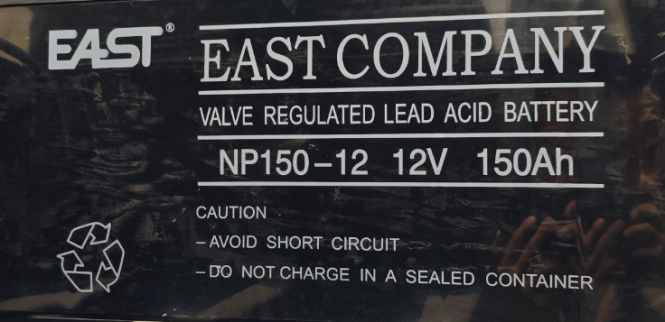 EAST®
EAST COMPANY
VALVE REGULATED LEAD ACID BATTERY
NP150-12 12V 150Ah
CAUTION
- AVOID SHORT CIRCUIT
- DO NOT CHARGE IN A SEALED CONTAINER